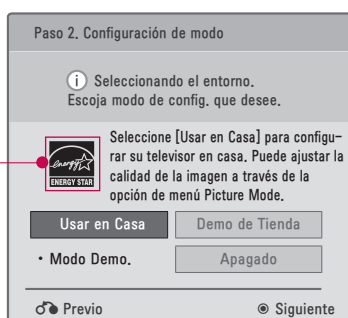 Paso 2. Configuración de modo
i Seleccionando el entorno.
Escoja modo de config. que desee.
energy
ENERGY STAR
Seleccione [Usar en Casa] para configu-
rar su televisor en casa. Puede ajustar la
calidad de la imagen a través de la
opción de menú Picture Mode.
Usar en Casa
Demo de Tienda
• Modo Demo.
Apagado
Previo
Siguiente